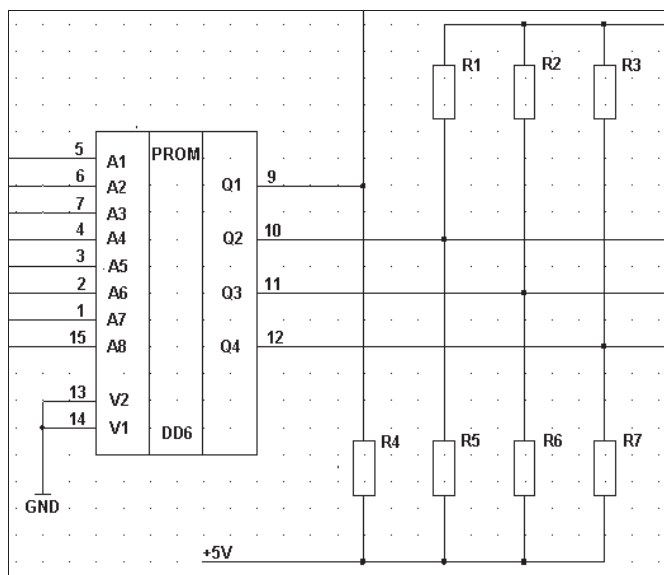 R1 R2 R3
5 A1 PROM
6 A2 Q1 9
7 A3
4 A4 Q2 10
3 A5
2 A6 Q3 11
1 A7
15 A8 Q4 12
13 V2
14 V1 DD6
R4 R5 R6 R7
GND
+5V